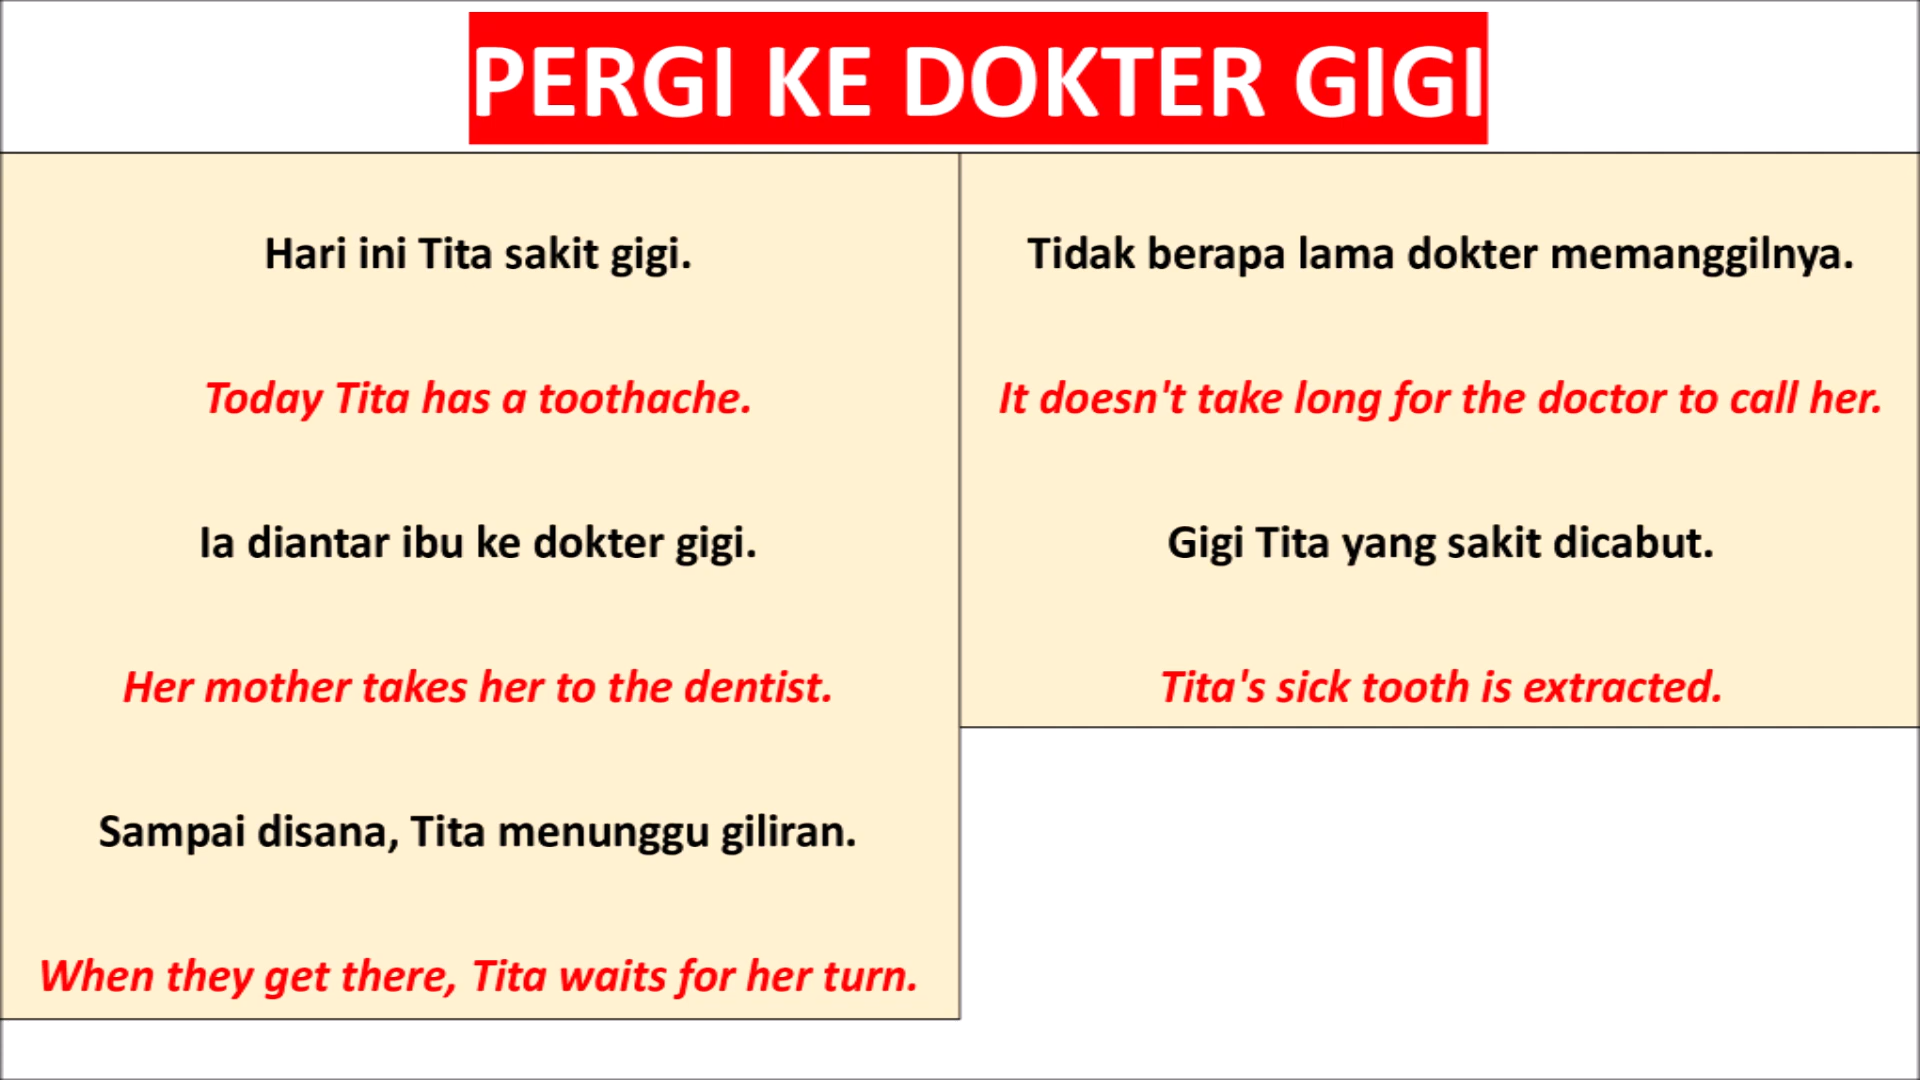 PERGI KE DOKTER GIGI
Hari ini Tita sakit gigi.
Today Tita has a toothache.
Ia diantar ibu ke dokter gigi.
Her mother takes her to the dentist.
Sampai disana, Tita menunggu giliran.
When they get there, Tita waits for her turn.
Tidak berapa lama dokter memanggilnya.
It doesn't take long for the doctor to call her.
Gigi Tita yang sakit dicabut.
Tita's sick tooth is extracted.